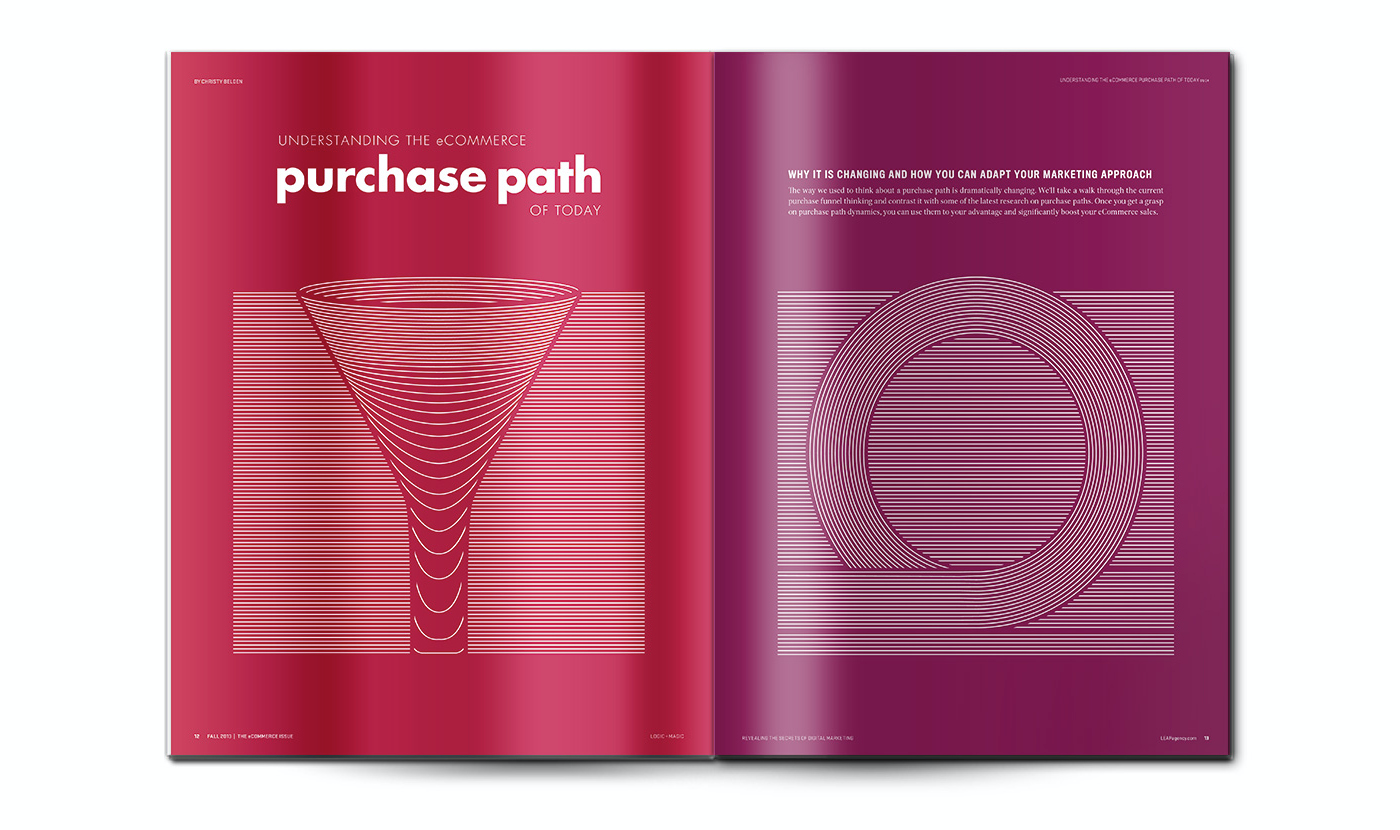 BY CHRISTY BELDEN
UNDERSTANDING THE eCOMMERCE
purchase path
OF TODAY
12 FALL 2013 | THE eCOMMERCE ISSUE
LOGIC + MAGIC
UNDERSTANDING THE eCOMMERCE PURCHASE PATH OF TODAY
WHY IT IS CHANGING AND HOW YOU CAN ADAPT YOUR MARKETING APPROACH
The way we used to think about a purchase path is dramatically changing. We'll take a walk through the current
purchase funnel thinking and contrast it with some of the latest research on purchase paths. Once you get a grasp
on purchase path dynamics, you can use them to your advantage and significantly boost your eCommerce sales.
REVEALING THE SECRETS OF DIGITAL MARKETING
LEAPagency.com 13